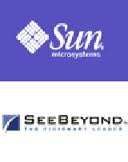 Sun
microsystems
SEEBEYOND
THE VISIONARY LEADER